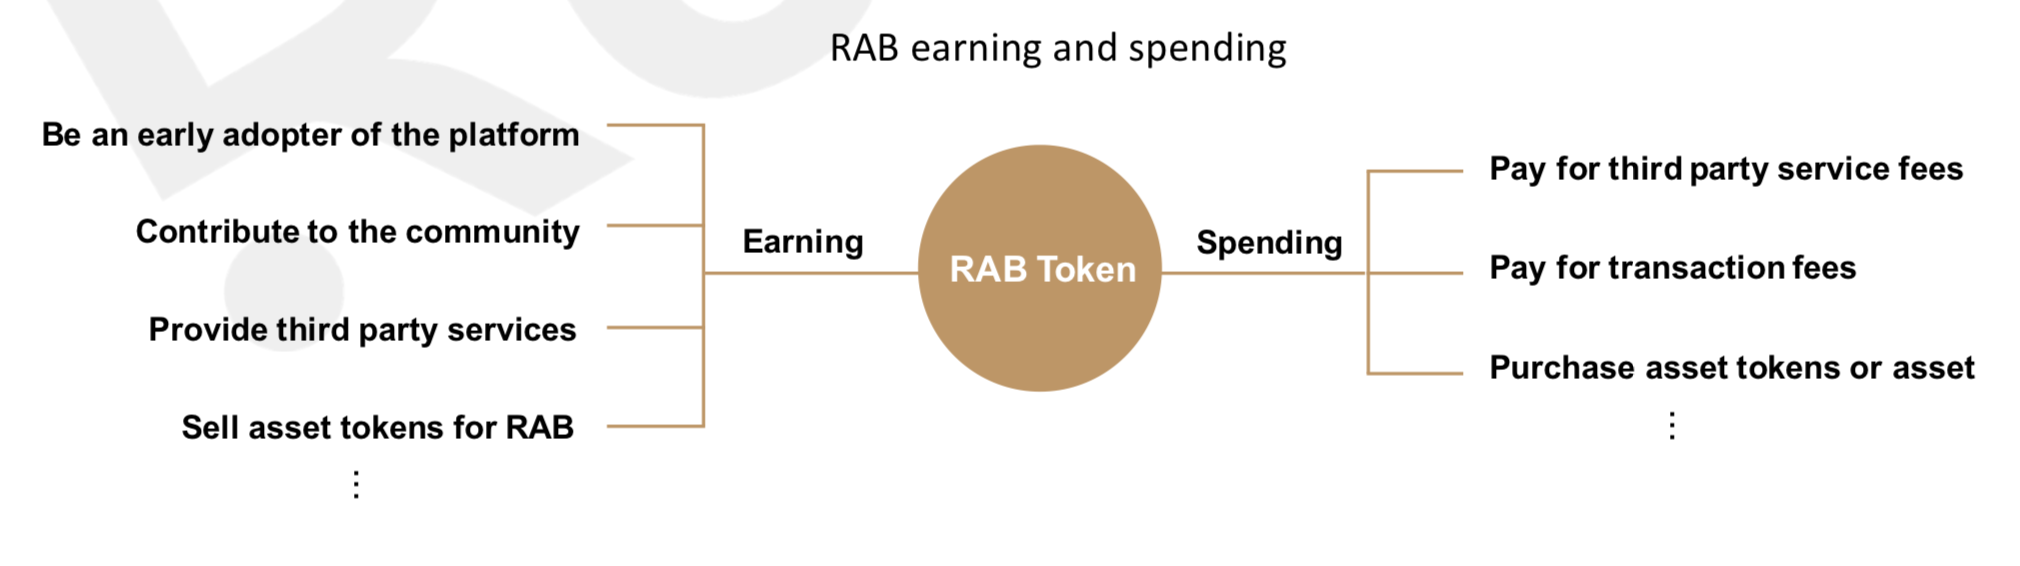 RAB earning and spending
Be an early adopter of the platform
Contribute to the community
Provide third party services
Sell asset tokens for RAB
⋮
Earning
RAB Token
Spending
Pay for third party service fees
Pay for transaction fees
Purchase asset tokens or asset
⋮